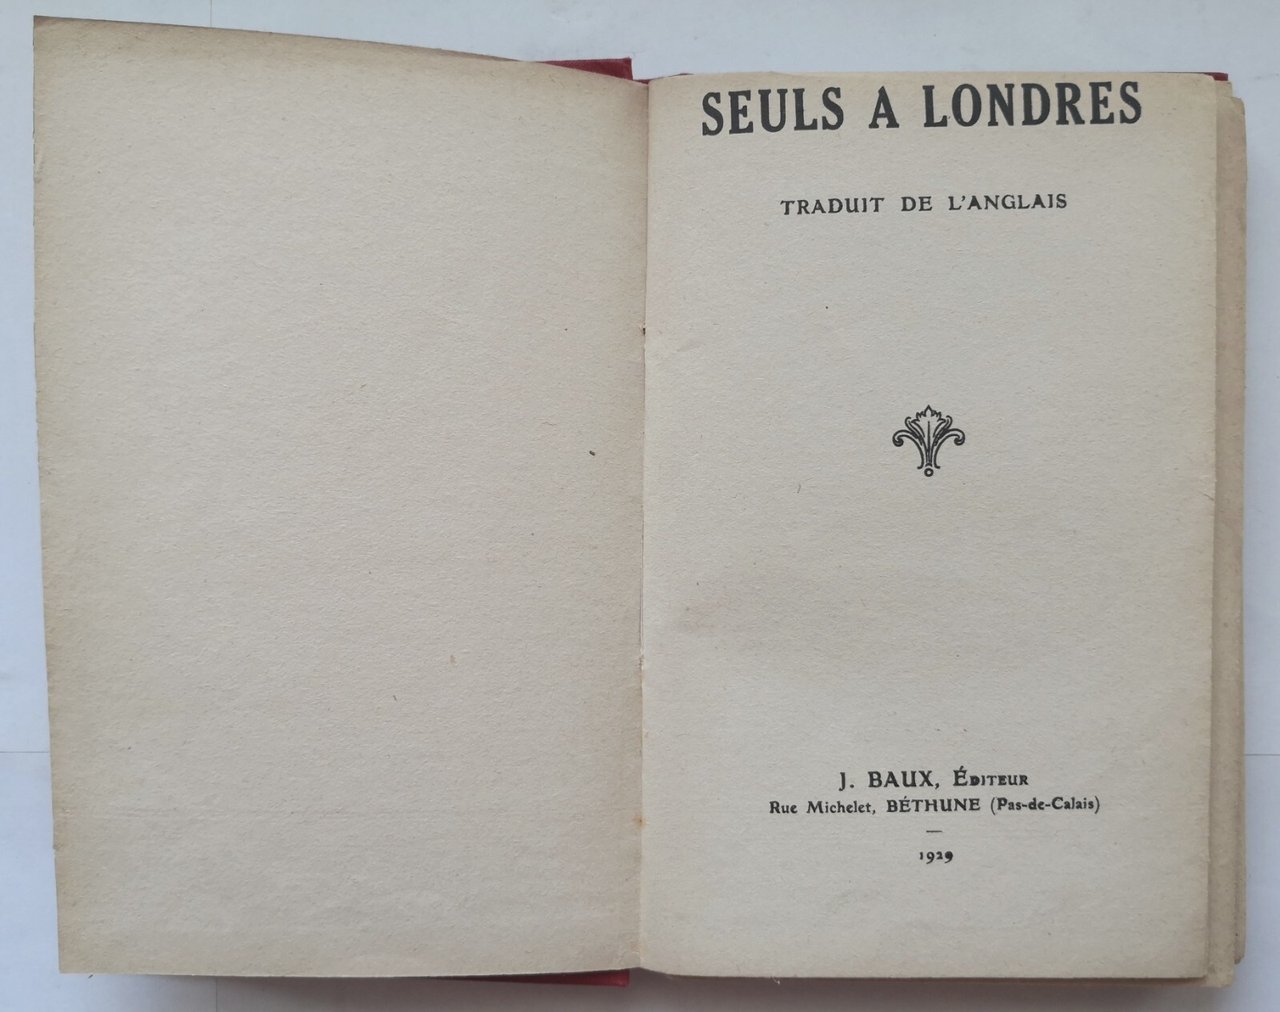 SEULS A LONDRES
TRADUIT DE L'ANGLAIS
J. BAUX, ÉDITEUR
Rue Michelet, BÉTHUNE (Pas-de-Calais)
1929